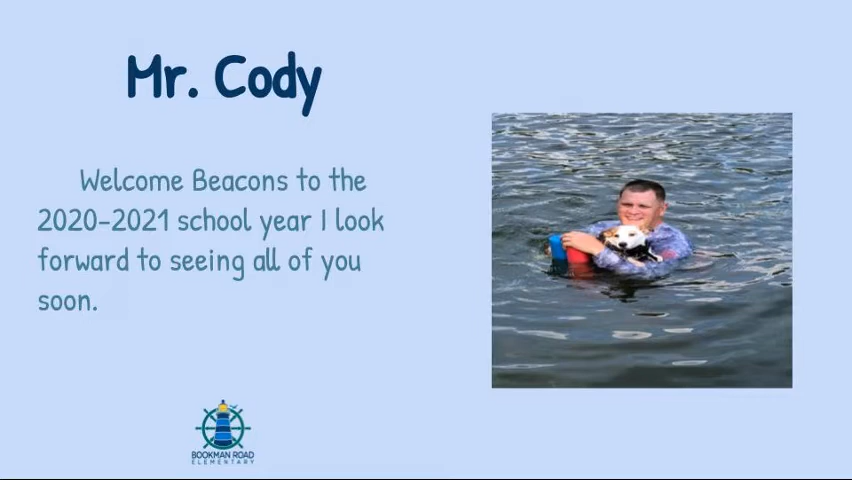 Mr. Cody
Welcome Beacons to the
2020-2021 school year I look
forward to seeing all of you
soon.
BOOKMAN ROAD
ELEMENTARY